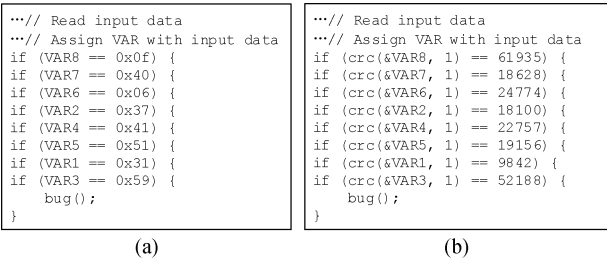 ⋯// Read input data
⋯// Assign VAR with input data
if (VAR8 == 0x0f) {
if (VAR7 == 0x40) {
if (VAR6 == 0x06) {
if (VAR2 == 0x37) {
if (VAR4 == 0x41) {
if (VAR5 == 0x51) {
if (VAR1 == 0x31) {
if (VAR3 == 0x59) {
bug();
}
(a)
⋯// Read input data
⋯// Assign VAR with input data
if (crc(&VAR8, 1) == 61935) {
if (crc(&VAR7, 1) == 18628) {
if (crc(&VAR6, 1) == 24774) {
if (crc(&VAR2, 1) == 18100) {
if (crc(&VAR4, 1) == 22757) {
if (crc(&VAR5, 1) == 19156) {
if (crc(&VAR1, 1) == 9842) {
if (crc(&VAR3, 1) == 52188) {
bug();
}
(b)